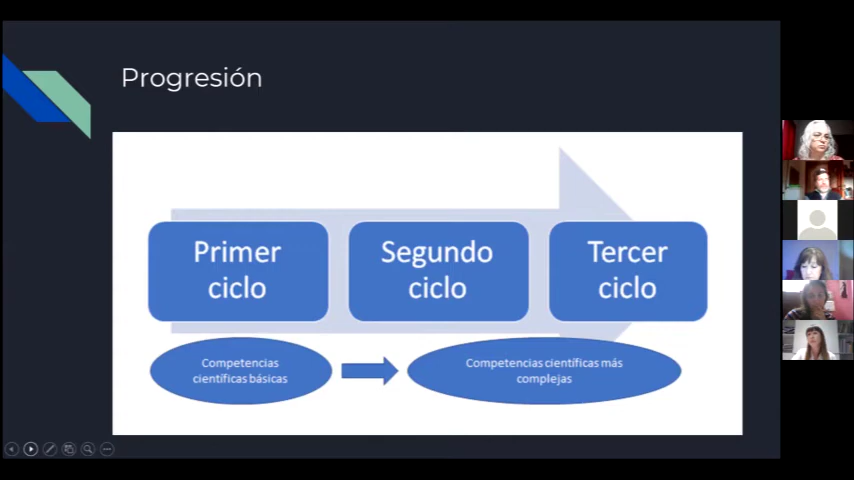 Progresión
Primer
ciclo
Segundo
ciclo
Tercer
ciclo
Competencias
científicas básicas
Competencias científicas más
complejas